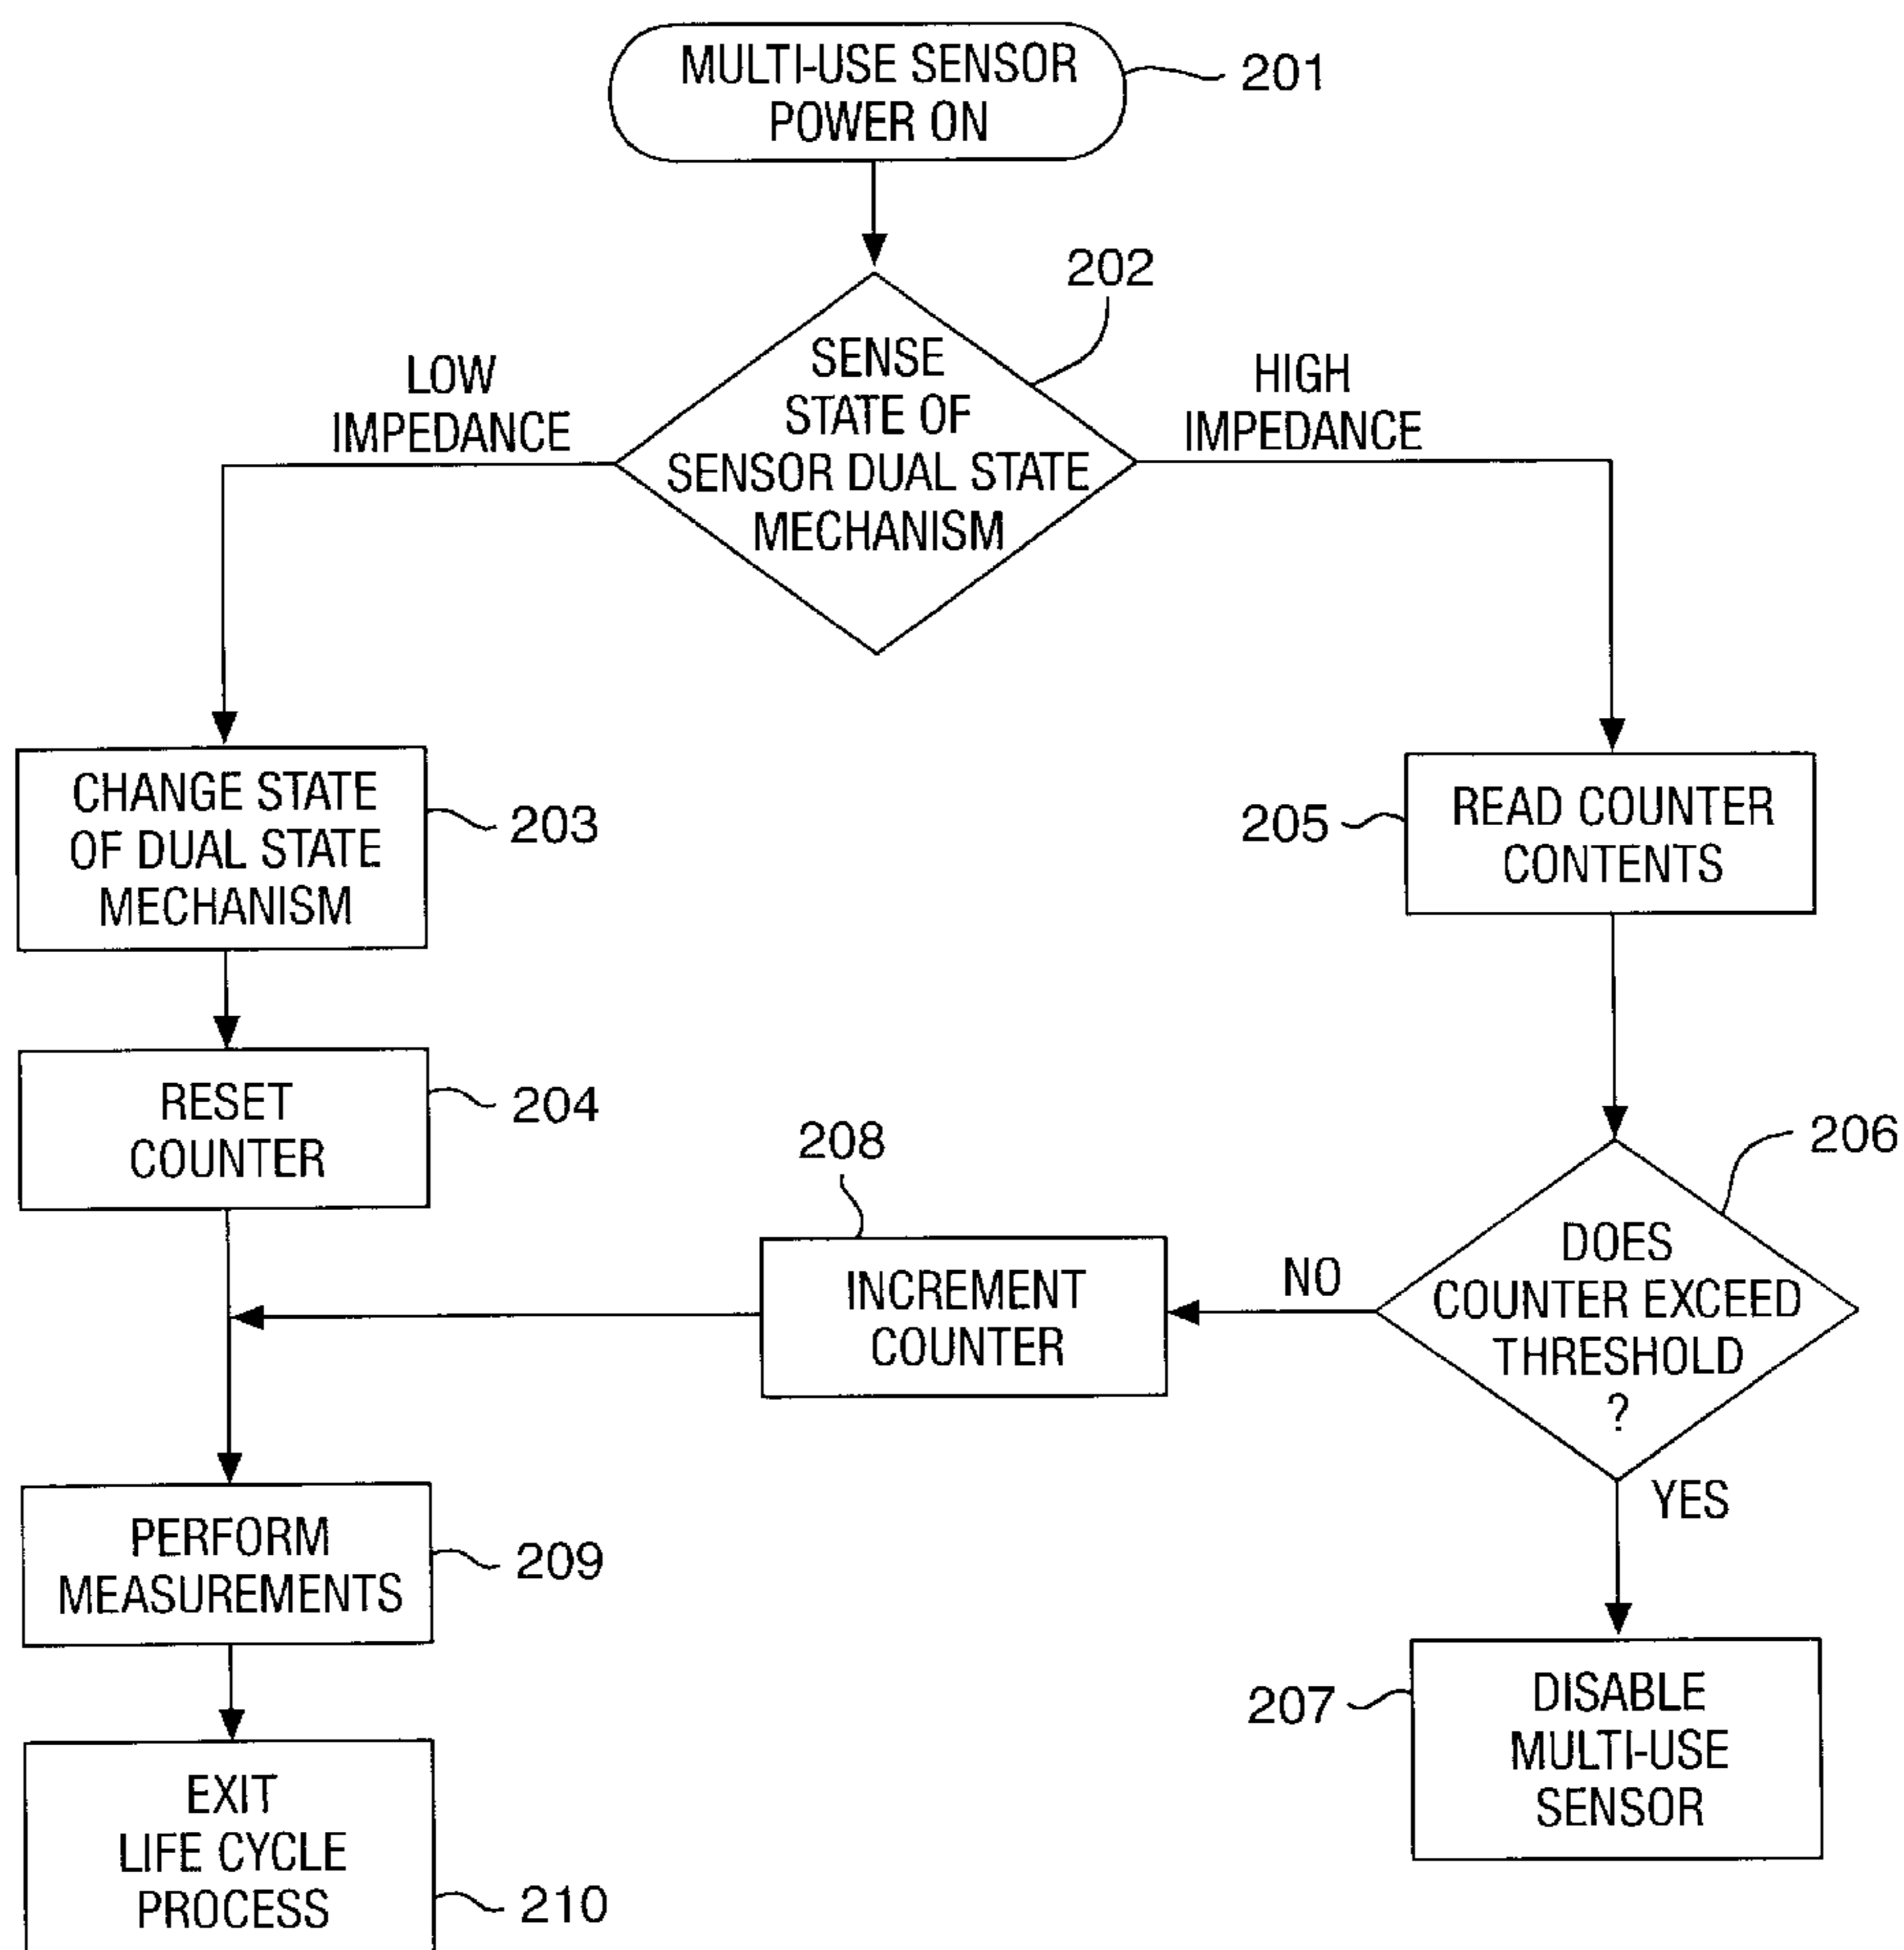 MULTI-USE SENSOR
POWER ON
201
202
SENSE
STATE OF
SENSOR DUAL STATE
MECHANISM
LOW
IMPEDANCE
HIGH
IMPEDANCE
CHANGE STATE
OF DUAL STATE
MECHANISM
203
205
READ COUNTER
CONTENTS
RESET
COUNTER
204
208
INCREMENT
COUNTER
NO
206
DOES
COUNTER EXCEED
THRESHOLD
?
YES
PERFORM
MEASUREMENTS
209
207
DISABLE
MULTI-USE
SENSOR
EXIT
LIFE CYCLE
PROCESS
210